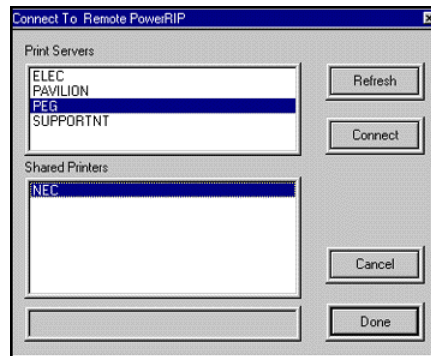 Connect To Remote PowerRIP
Print Servers
ELEC
PAVILION
PEG
SUPPORTNT
Refresh
Connect
Shared Printers
NEC
Cancel
Done